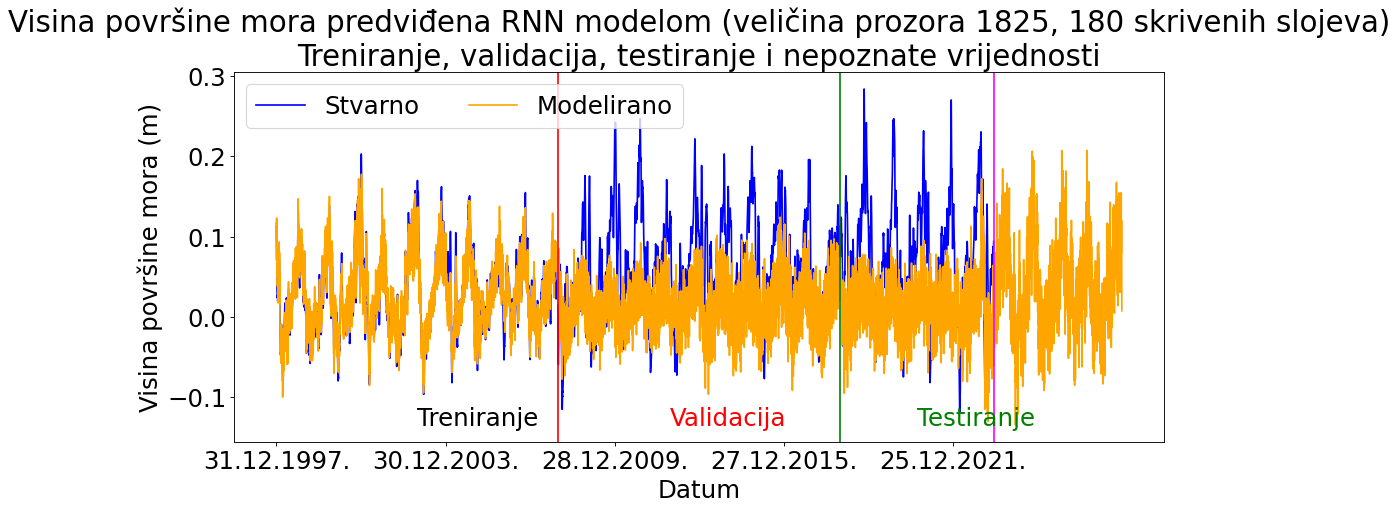 Visina površine mora predviđena RNN modelom (veličina prozora 1825, 180 skrivenih slojeva)
Treniranje, validacija, testiranje i nepoznate vrijednosti
Stvarno Modelirano
Visina površine mora (m)
0.3
0.2
0.1
0.0
−0.1
Treniranje Validacija Testiranje
31.12.1997. 30.12.2003. 28.12.2009. 27.12.2015. 25.12.2021.
Datum